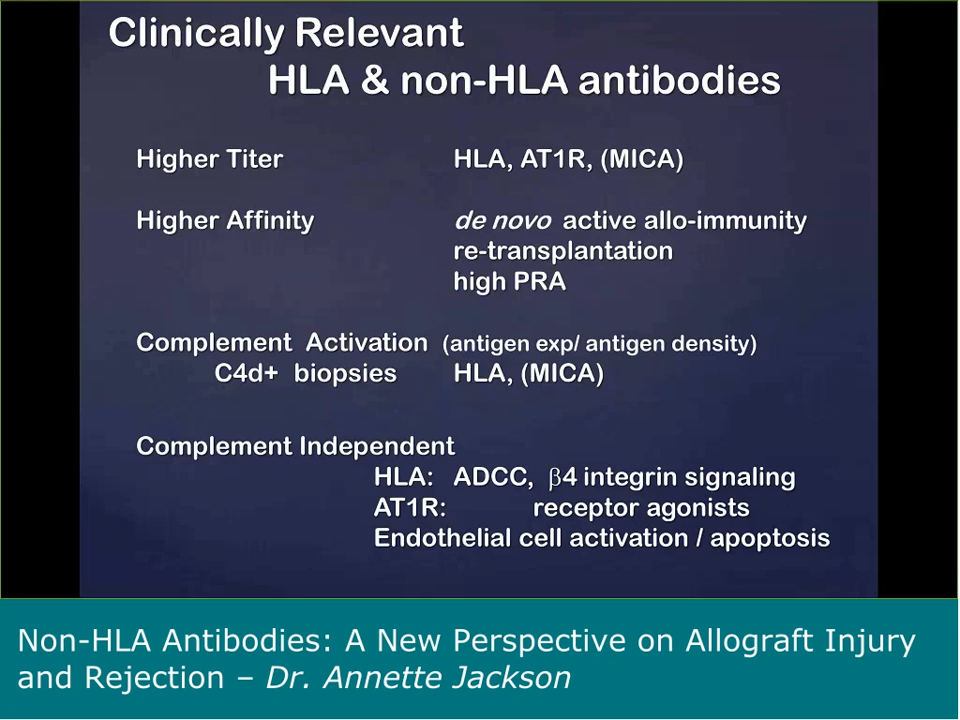 Clinically Relevant
HLA & non-HLA antibodies
Higher Titer HLA, AT1R, (MICA)
Higher Affinity de novo active allo-immunity
re-transplantation
high PRA
Complement Activation (antigen exp/ antigen density)
C4d+ biopsies HLA, (MICA)
Complement Independent
HLA: ADCC, β4 integrin signaling
AT1R: receptor agonists
Endothelial cell activation / apoptosis
Non-HLA Antibodies: A New Perspective on Allograft Injury
and Rejection – Dr. Annette Jackson